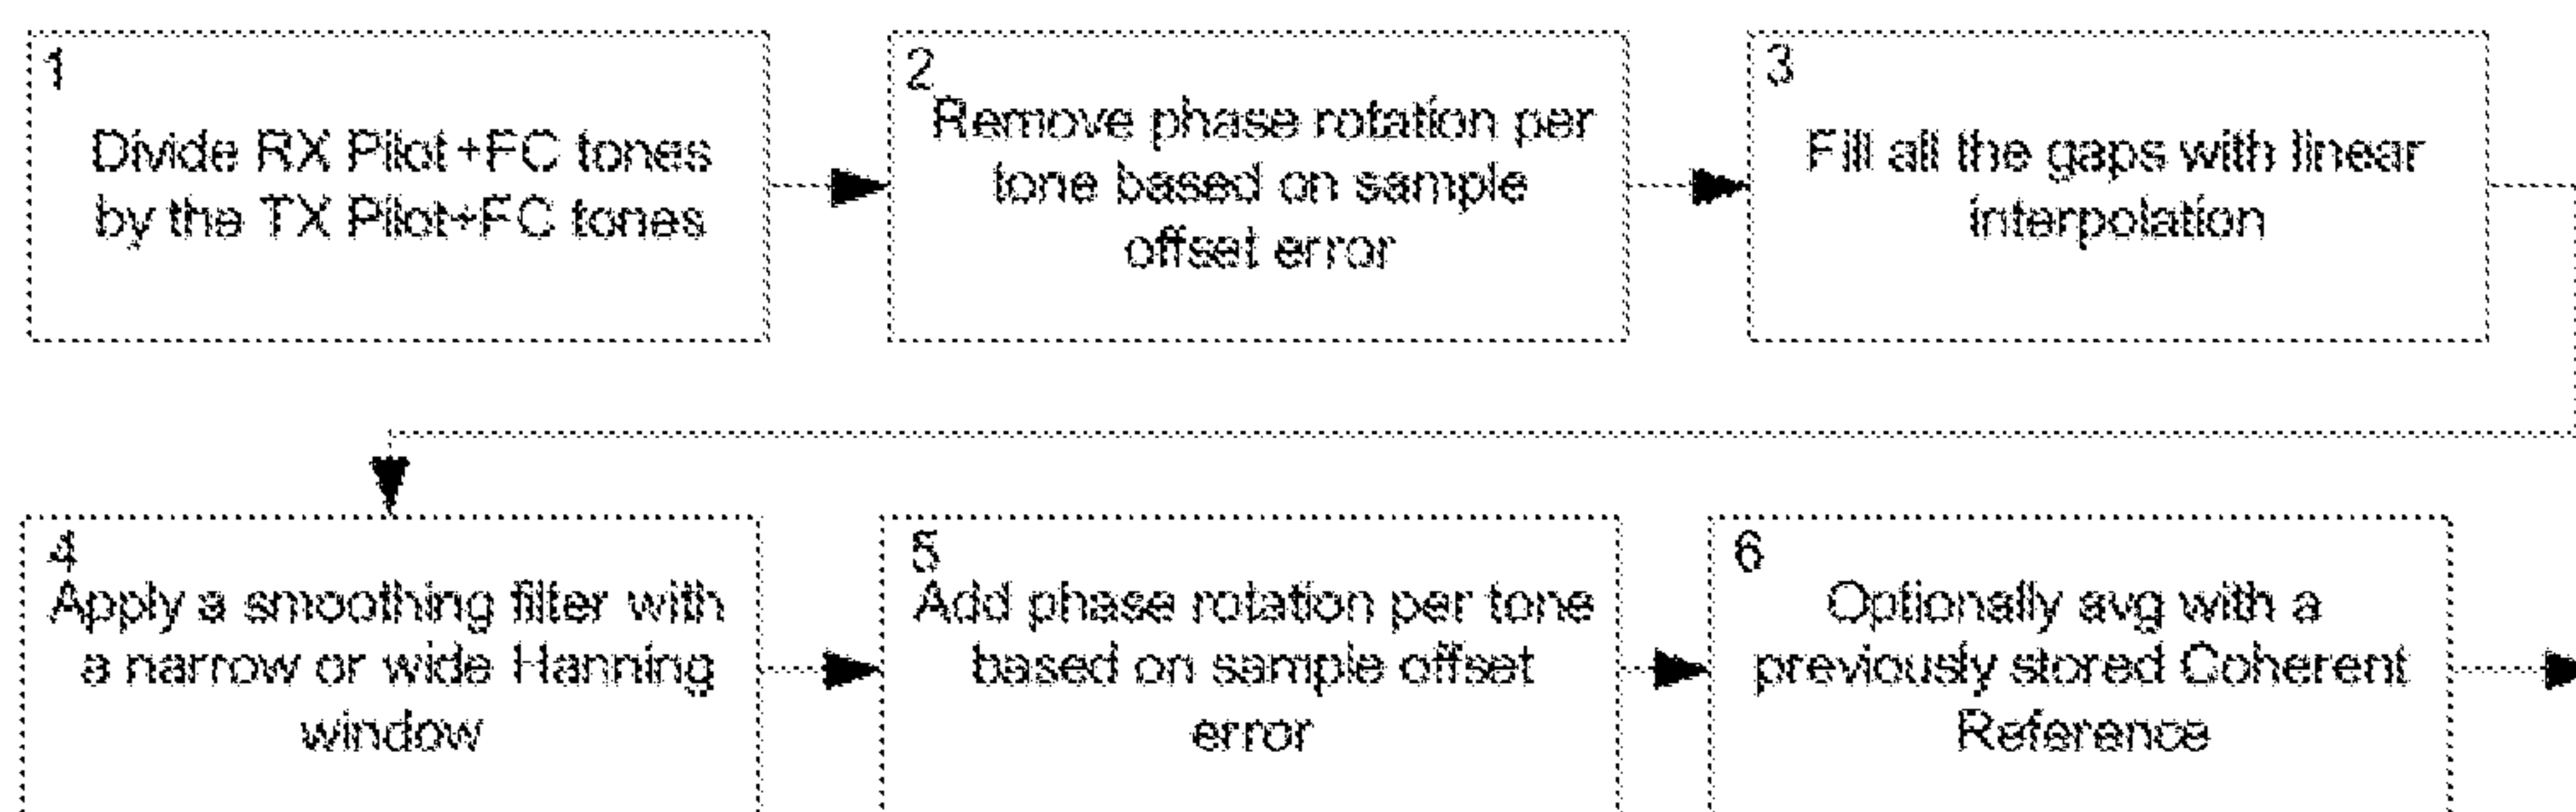 1
Divide RX Pilot+FC tones
by the TX Pilot+FC tones
2
Remove phase rotation per
tone based on sample
offset error
3
Fill all the gaps with linear
interpolation
4
Apply a smoothing filter with
a narrow or wide Hanning
window
5
Add phase rotation per tone
based on sample offset
error
6
Optionally avg with a
previously stored Coherent
Reference